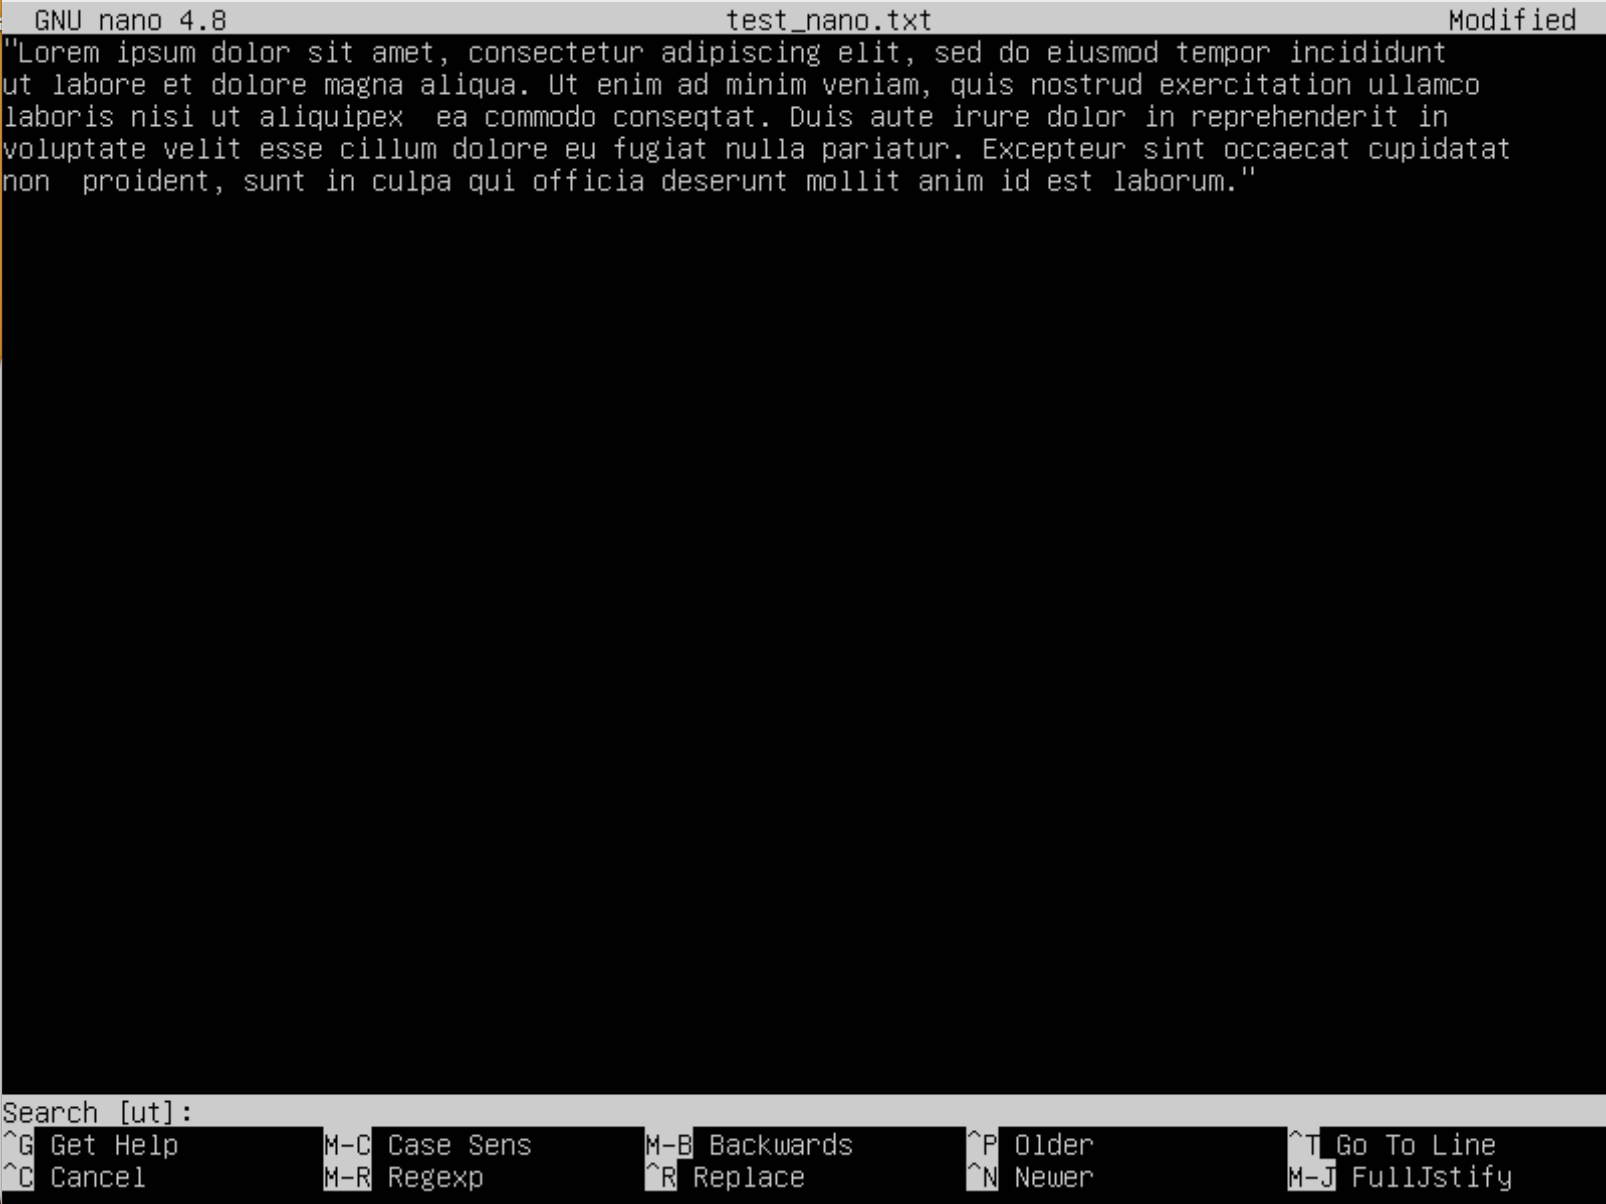 GNU nano 4.8 test_nano.txt Modified
"Lorem ipsum dolor sit amet, consectetur adipiscing elit, sed do eiusmod tempor incididunt
ut labore et dolore magna aliqua. Ut enim ad minim veniam, quis nostrud exercitation ullamco
laboris nisi ut aliquipex  ea commodo conseqtat. Duis aute irure dolor in reprehenderit in
voluptate velit esse cillum dolore eu fugiat nulla pariatur. Excepteur sint occaecat cupidatat
non  proident, sunt in culpa qui officia deserunt mollit anim id est laborum."
Search [ut]:
^G Get Help M-C Case Sens M-B Backwards ^P Older ^T Go To Line
^C Cancel M-R Regexp ^R Replace ^N Newer M-J FullJstify